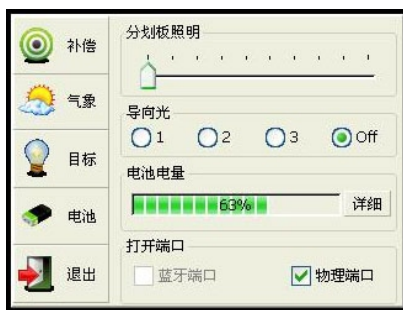 补偿
气象
目标
电池
退出
分划板照明
导向光
1 2 3 Off
电池电量
63% 详细
打开端口
蓝牙端口 物理端口